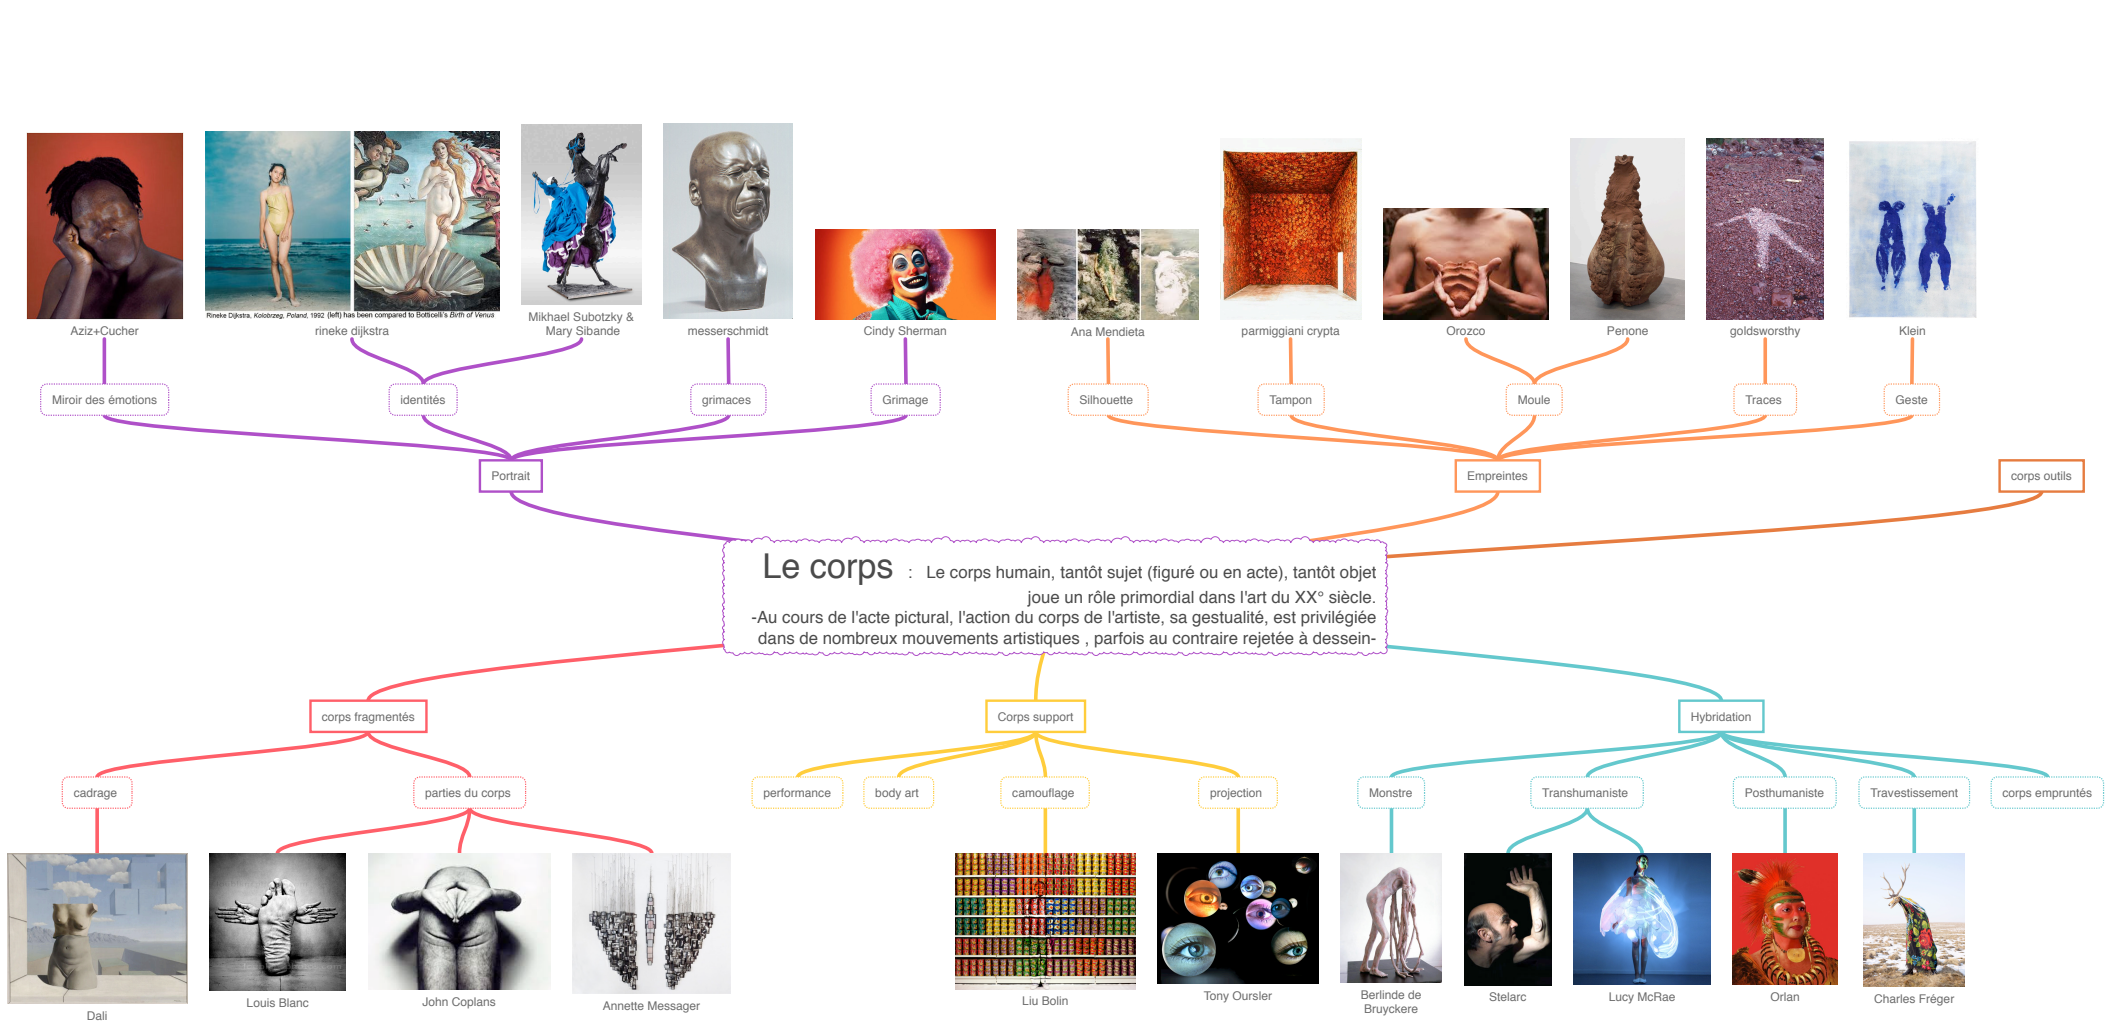 Rineke Dijkstra, Kolobrzeg, Poland, 1992 (left) has been compared to Botticelli's Birth of Venus
Aziz+Cucher
rineke dijkstra
Mikhael Subotzky &
Mary Sibande
messerschmidt
Cindy Sherman
Ana Mendieta
parmiggiani crypta
Orozco
Penone
goldsworsthy
Klein
Miroir des émotions
identités
grimaces
Grimage
Silhouette
Tampon
Moule
Traces
Geste
Portrait
Empreintes
corps outils
Le corps : Le corps humain, tantôt sujet (figuré ou en acte), tantôt objet
joue un rôle primordial dans l'art du XX° siècle.
-Au cours de l'acte pictural, l'action du corps de l'artiste, sa gestualité, est privilégiée
dans de nombreux mouvements artistiques , parfois au contraire rejetée à dessein-
corps fragmentés
Corps support
Hybridation
cadrage
parties du corps
performance
body art
camouflage
projection
Monstre
Transhumaniste
Posthumaniste
Travestissement
corps empruntés
Dali
Louis Blanc
John Coplans
Annette Messager
Liu Bolin
Tony Oursler
Berlinde de
Bruyckere
Stelarc
Lucy McRae
Orlan
Charles Fréger